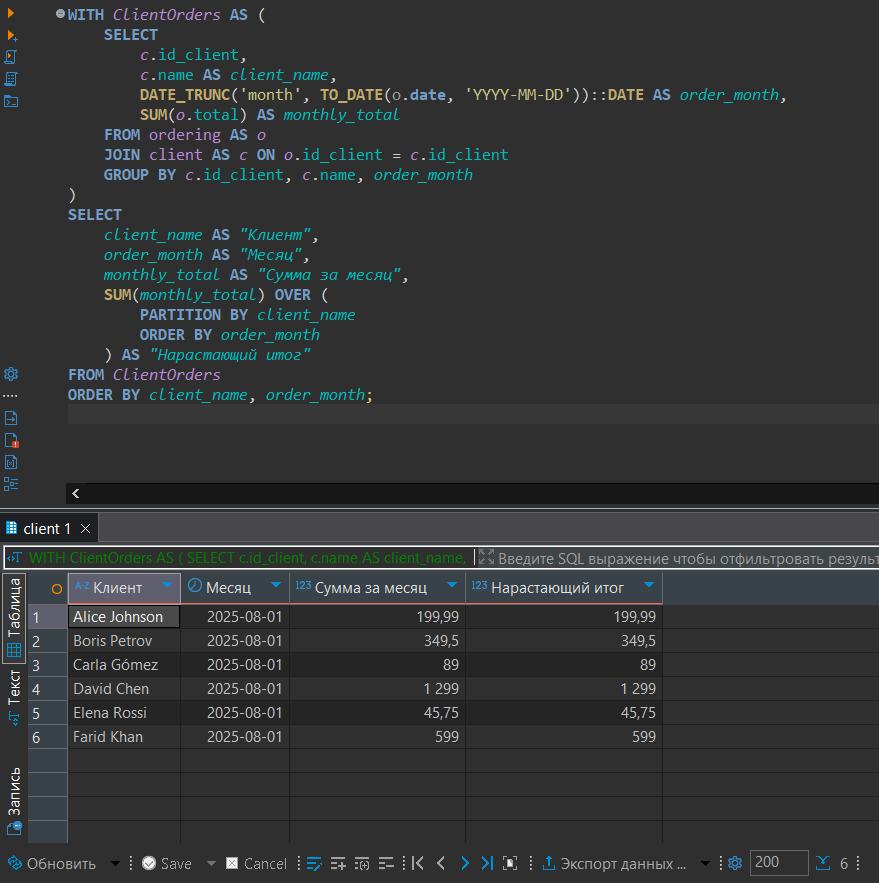 WITH ClientOrders AS (
SELECT
c.id_client,
c.name AS client_name,
DATE_TRUNC('month', TO_DATE(o.date, 'YYYY-MM-DD'))::DATE AS order_month,
SUM(o.total) AS monthly_total
FROM ordering AS o
JOIN client AS c ON o.id_client = c.id_client
GROUP BY c.id_client, c.name, order_month
)
SELECT
client_name AS "Клиент",
order_month AS "Месяц",
monthly_total AS "Сумма за месяц",
SUM(monthly_total) OVER (
PARTITION BY client_name
ORDER BY order_month
) AS "Нарастающий итог"
FROM ClientOrders
ORDER BY client_name, order_month;
client 1
WITH ClientOrders AS ( SELECT c.id_client, c.name AS client_name, Введите SQL выражение чтобы отфильтровать результ
Таблица
Текст
Запись
A-Z Клиент Месяц 123 Сумма за месяц 123 Нарастающий итог
1 Alice Johnson 2025-08-01 199,99 199,99
2 Boris Petrov 2025-08-01 349,5 349,5
3 Carla Gómez 2025-08-01 89 89
4 David Chen 2025-08-01 1 299 1 299
5 Elena Rossi 2025-08-01 45,75 45,75
6 Farid Khan 2025-08-01 599 599
Обновить Save Cancel Экспорт данных ... 200 6